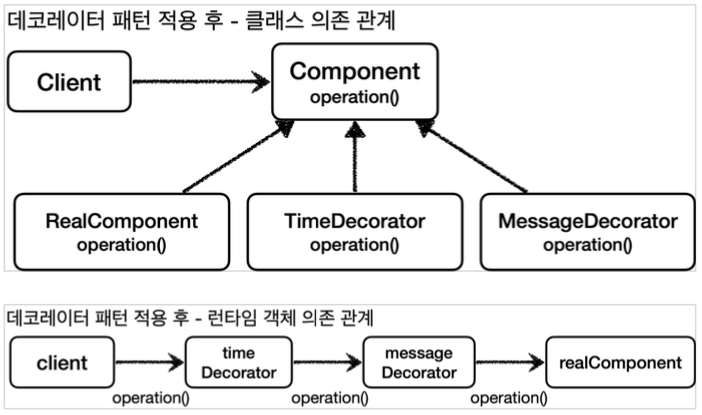 데코레이터 패턴 적용 후 - 클래스 의존 관계
Client
Component
operation()
RealComponent
operation()
TimeDecorator
operation()
MessageDecorator
operation()
데코레이터 패턴 적용 후 - 런타임 객체 의존 관계
client
time
Decorator
message
Decorator
realComponent
operation()
operation()
operation()